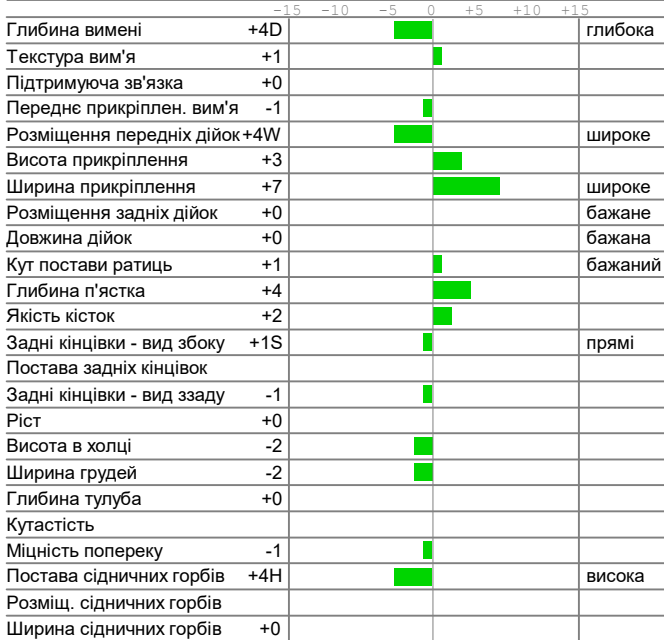 -15 -10 -5 0 +5 +10 +15
Глибина вимені +4D глибока
Текстура вим'я +1
Підтримуюча зв'язка +0
Переднє прикріплен. вим'я -1
Розміщення передніх дійок +4W широке
Висота прикріплення +3
Ширина прикріплення +7 широке
Розміщення задніх дійок +0 бажане
Довжина дійок +0 бажана
Кут постави ратиць +1 бажаний
Глибина п'ястка +4
Якість кісток +2
Задні кінцівки - вид збоку +1S прямі
Постава задніх кінцівок
Задні кінцівки - вид ззаду -1
Ріст +0
Висота в холці -2
Ширина грудей -2
Глибина тулуба +0
Кутастість
Міцність попереку -1
Постава сідничних горбів +4H висока
Розміщ. сідничних горбів
Ширина сідничних горбів +0